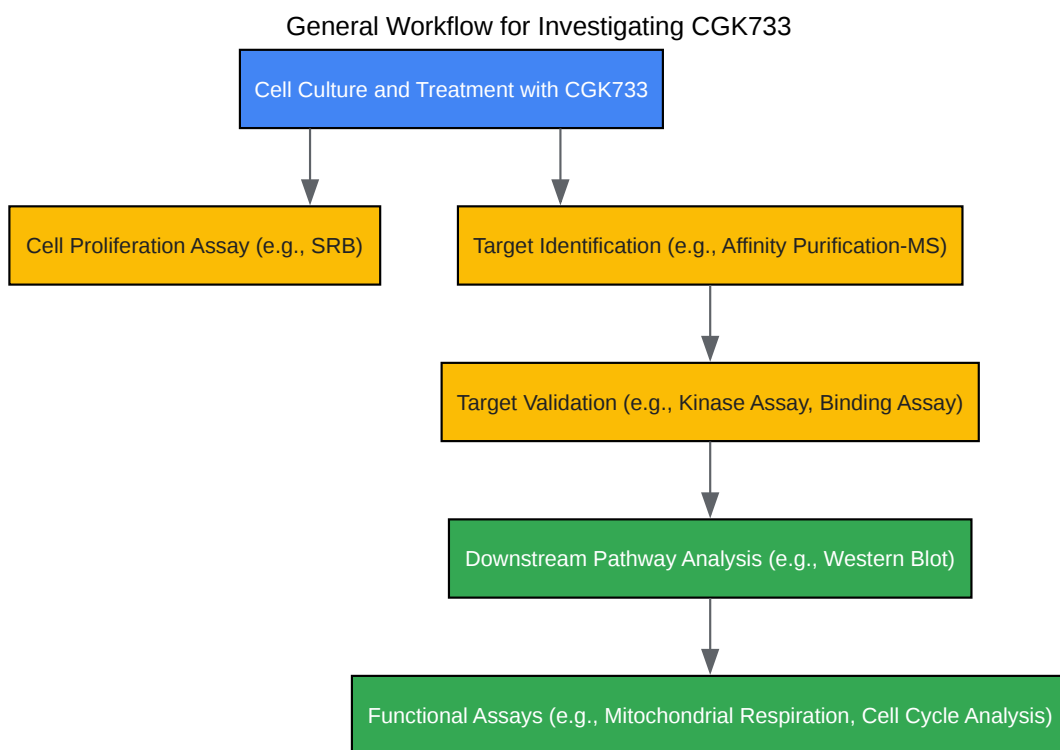 General Workflow for Investigating CGK733
Cell Culture and Treatment with CGK733
Cell Proliferation Assay (e.g., SRB)
Target Identification (e.g., Affinity Purification-MS)
Target Validation (e.g., Kinase Assay, Binding Assay)
Downstream Pathway Analysis (e.g., Western Blot)
Functional Assays (e.g., Mitochondrial Respiration, Cell Cycle Analysis)